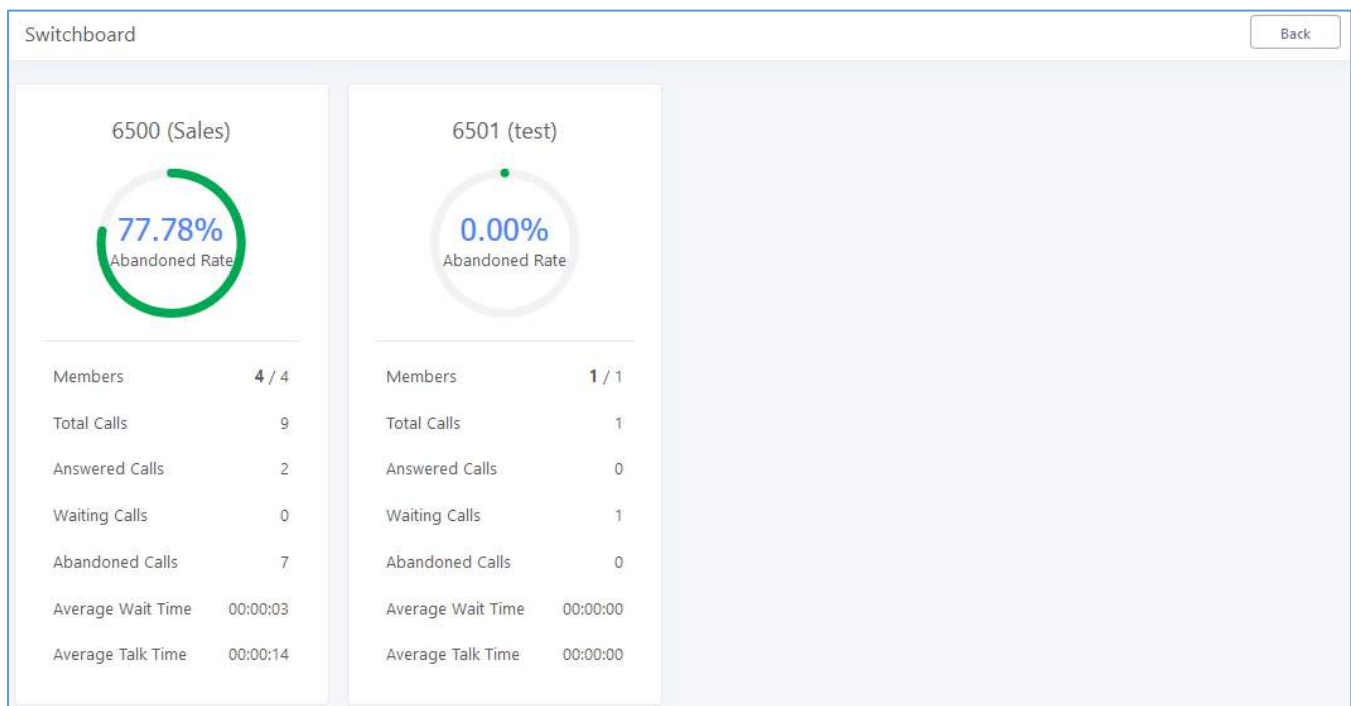 Switchboard
Back
6500 (Sales)
77.78%
Abandoned Rate
Members 4 / 4
Total Calls 9
Answered Calls 2
Waiting Calls 0
Abandoned Calls 7
Average Wait Time 00:00:03
Average Talk Time 00:00:14
6501 (test)
0.00%
Abandoned Rate
Members 1 / 1
Total Calls 1
Answered Calls 0
Waiting Calls 1
Abandoned Calls 0
Average Wait Time 00:00:00
Average Talk Time 00:00:00